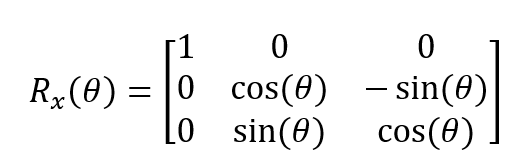 1 0 0
R_x(θ) = 0 cos(θ) − sin(θ)
0 sin(θ) cos(θ)